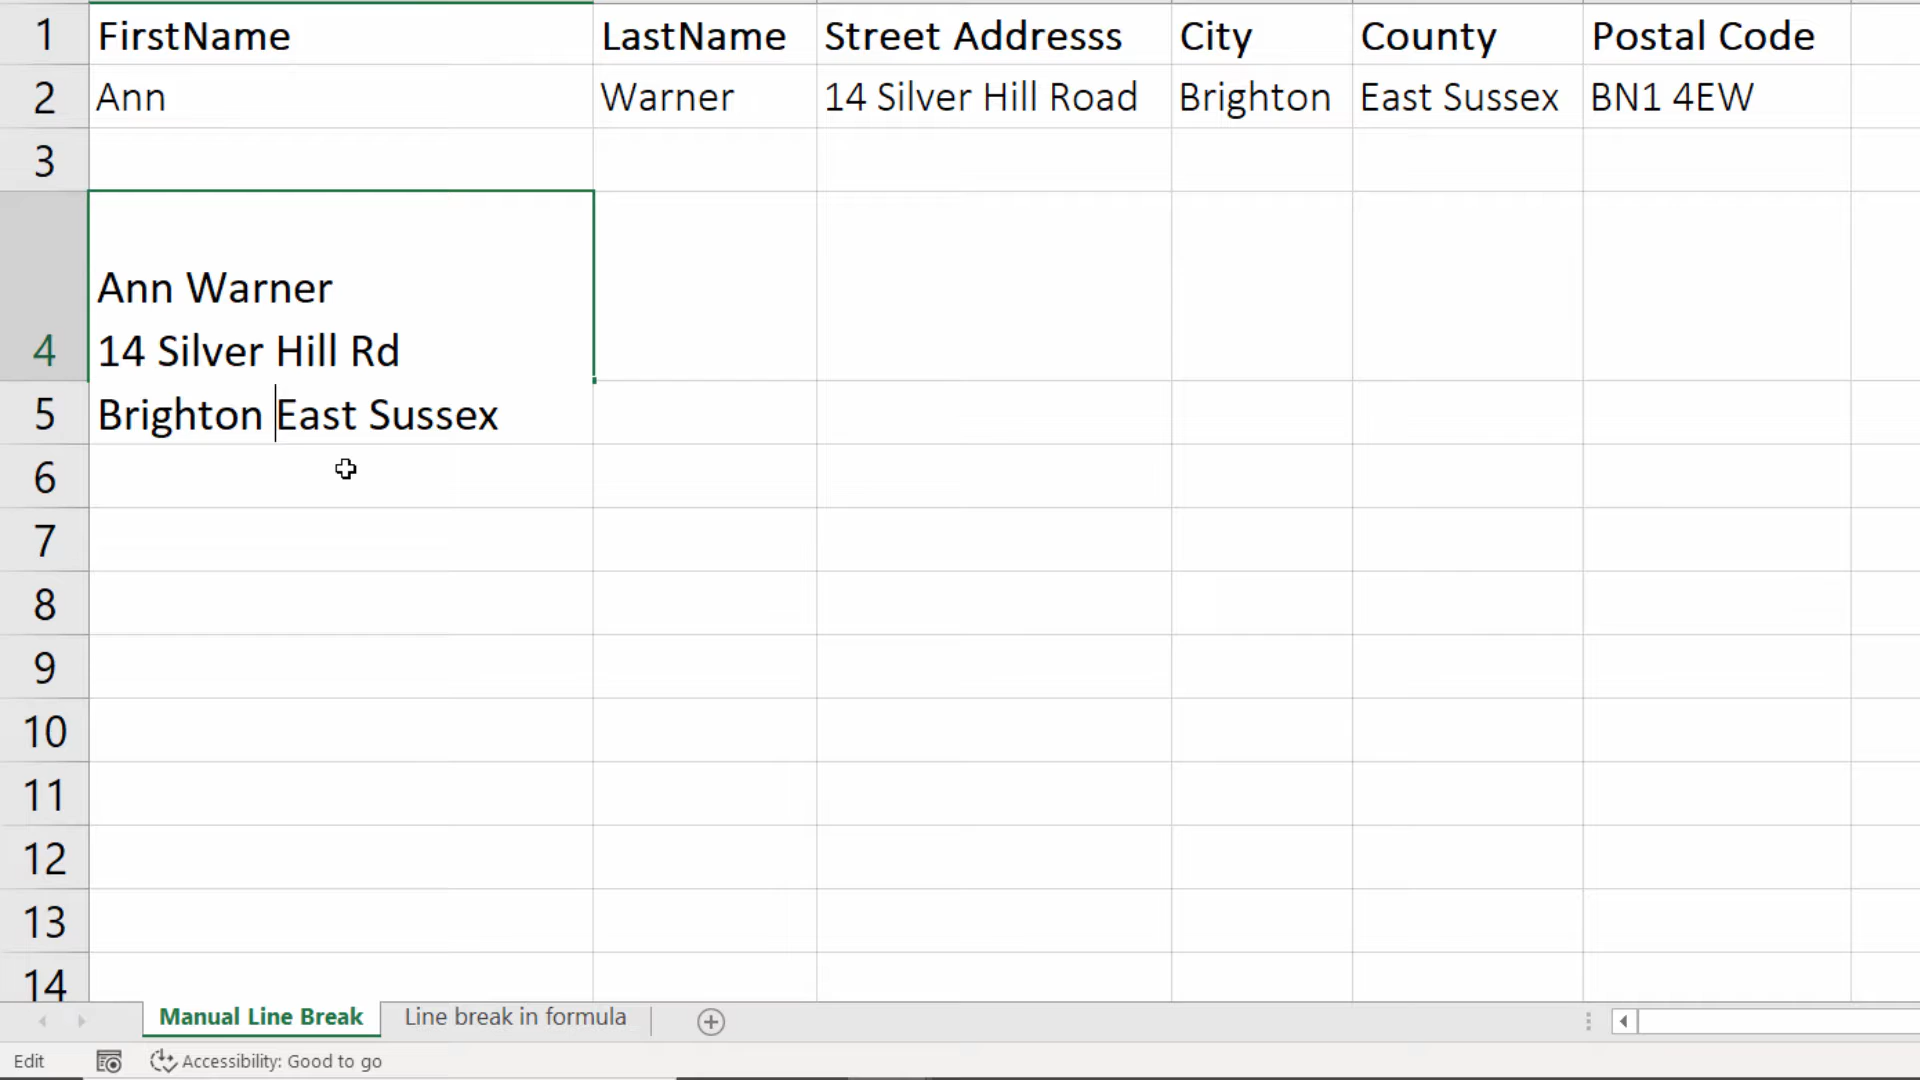 1 FirstName LastName Street Addresss City County Postal Code
2 Ann Warner 14 Silver Hill Road Brighton East Sussex BN1 4EW
3
Ann Warner
4 14 Silver Hill Rd
5 Brighton East Sussex
6
7
8
9
10
11
12
13
14
Manual Line Break Line break in formula
Edit Accessibility: Good to go